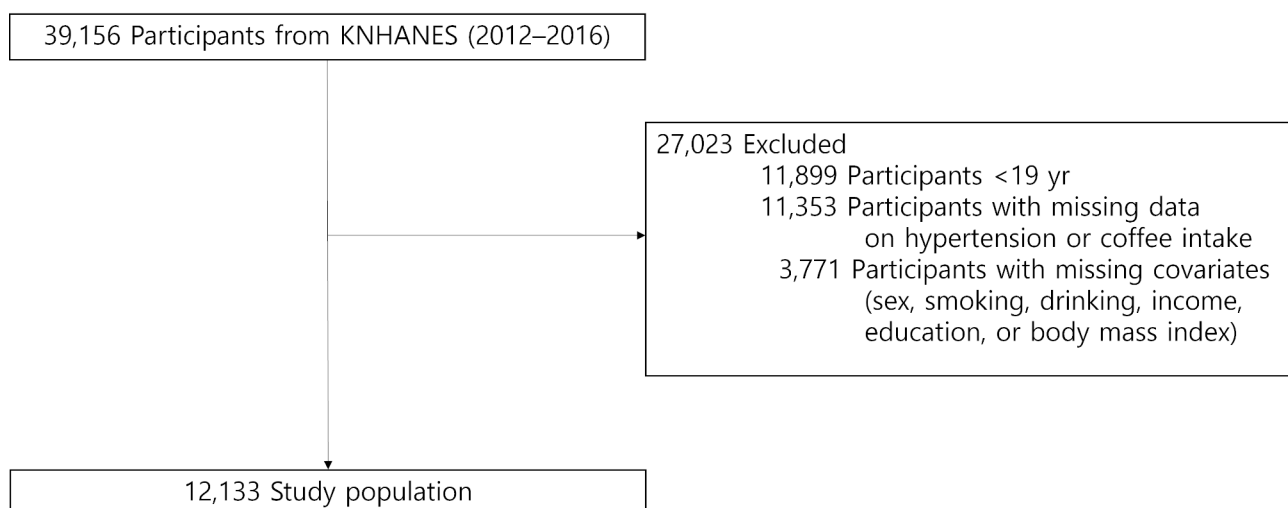 39,156 Participants from KNHANES (2012–2016)
27,023 Excluded
11,899 Participants <19 yr
11,353 Participants with missing data
on hypertension or coffee intake
3,771 Participants with missing covariates
(sex, smoking, drinking, income,
education, or body mass index)
12,133 Study population